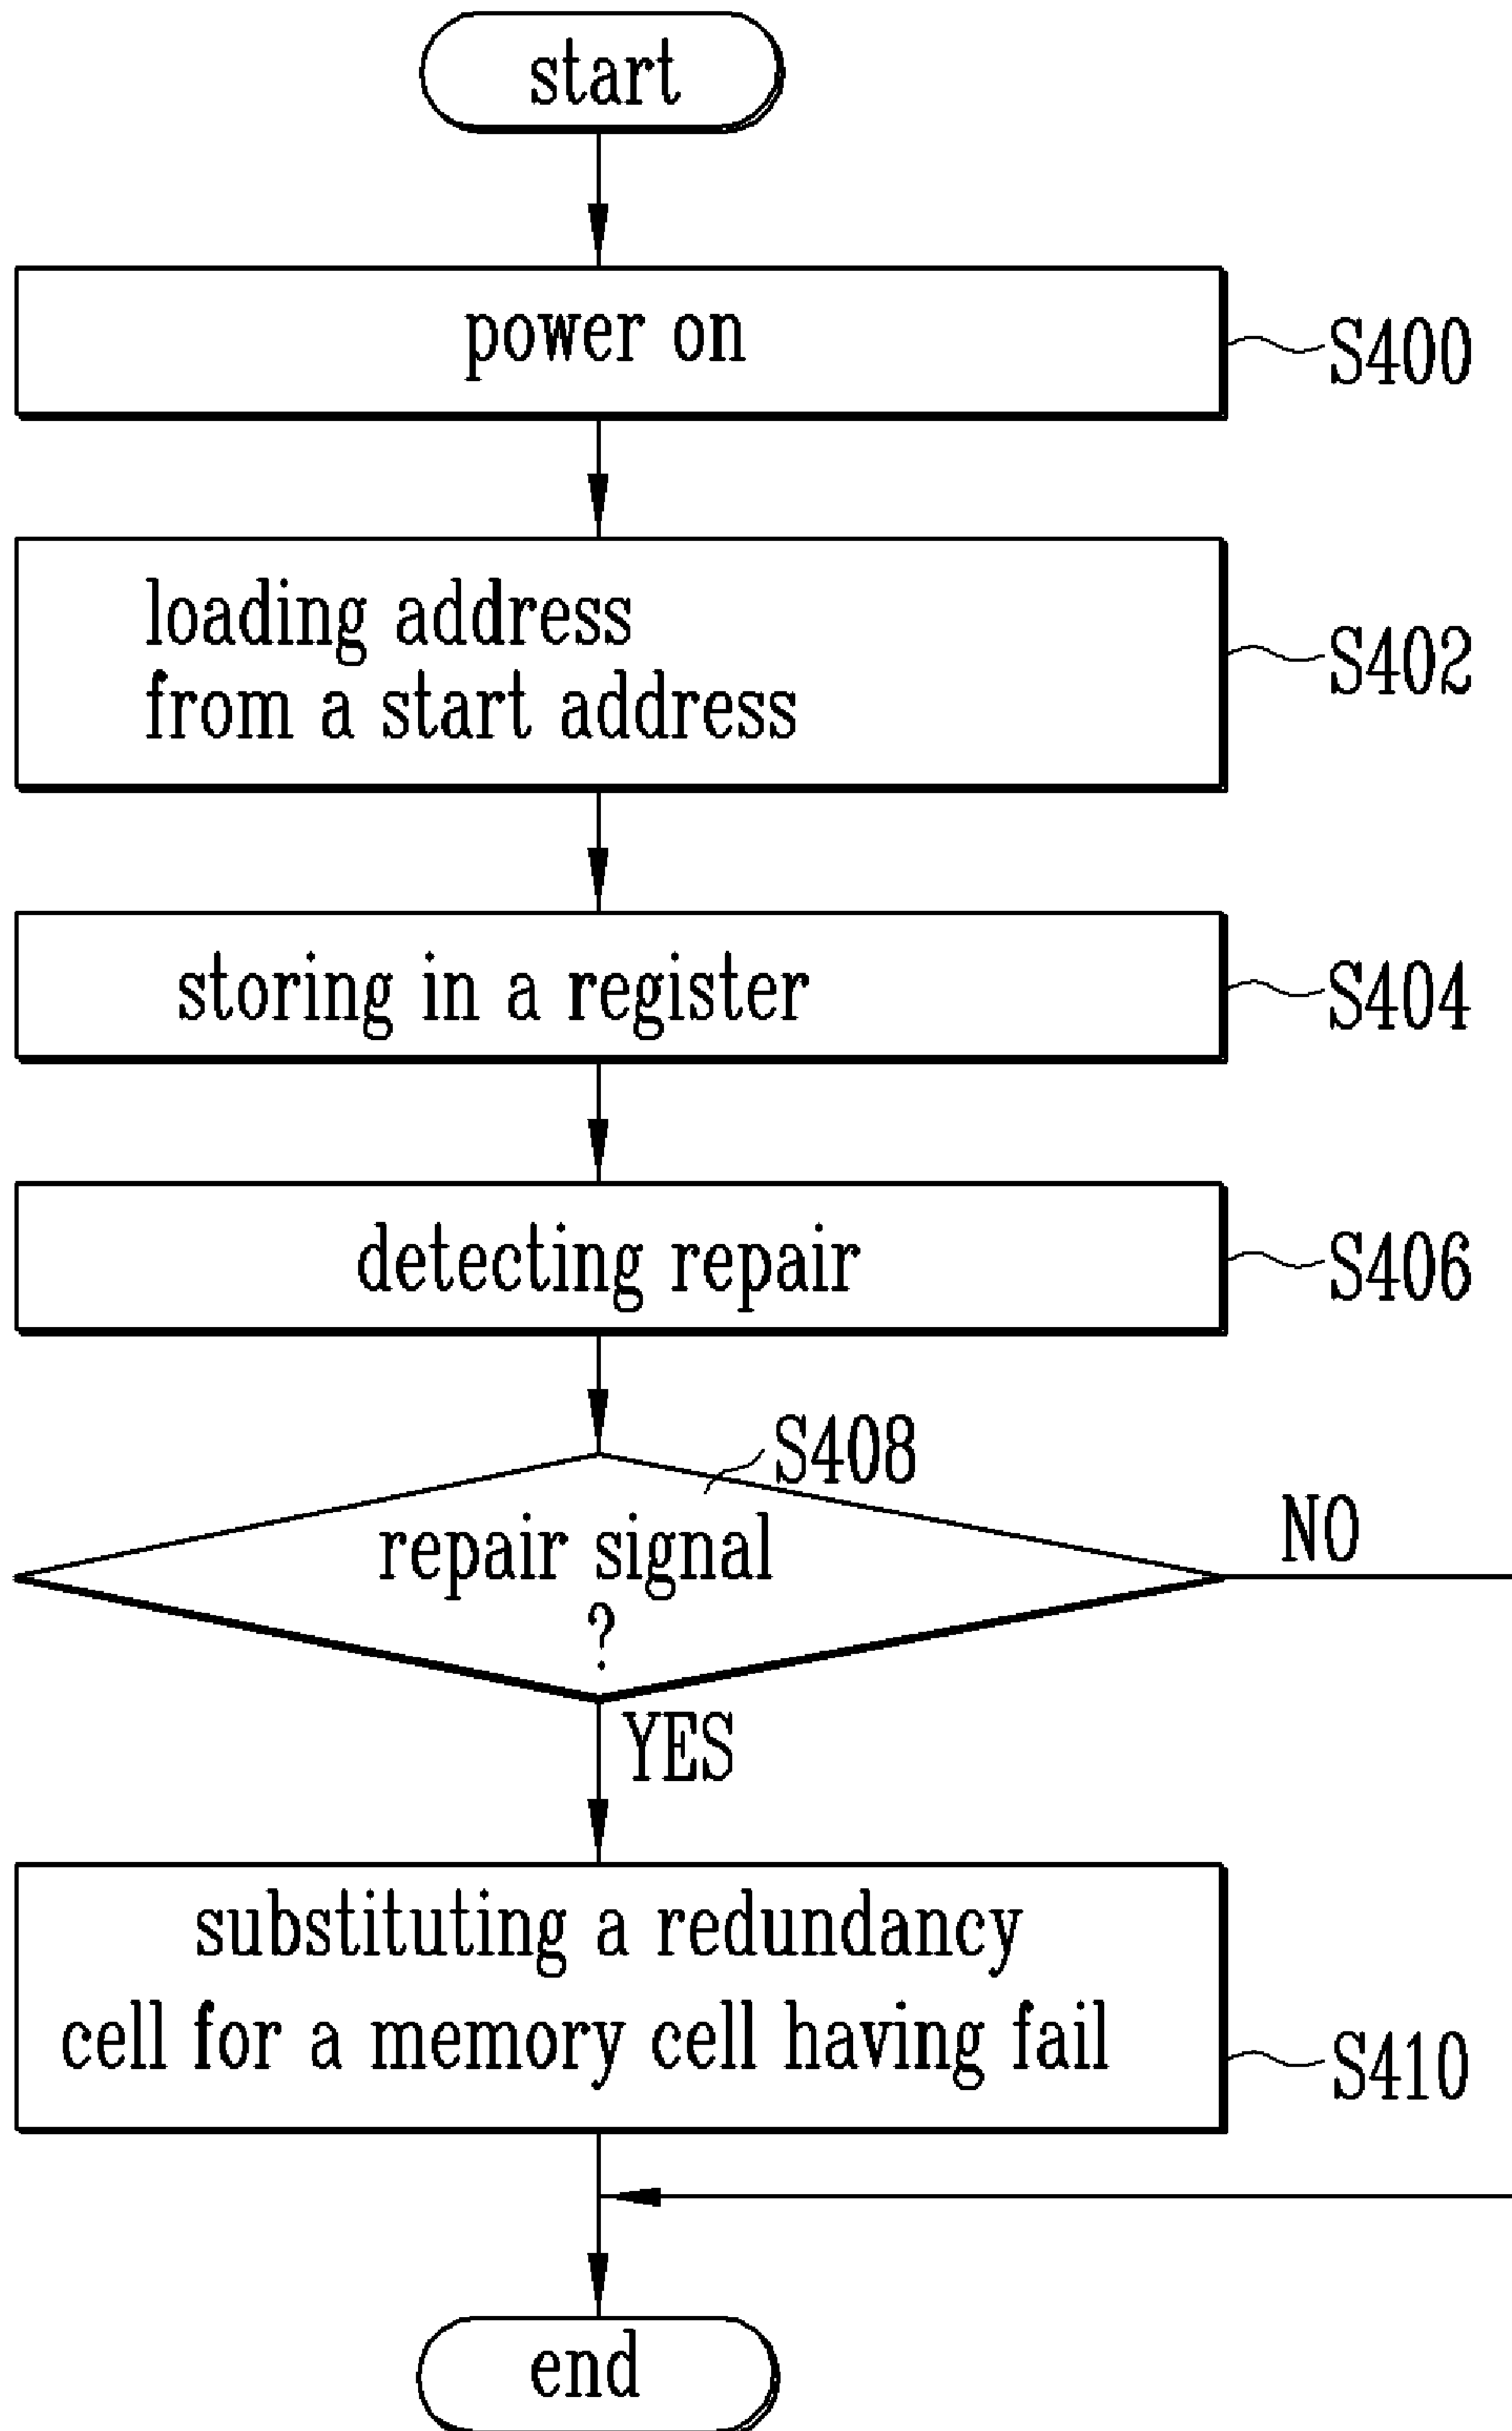 start
power on
S400
loading address
from a start address
S402
storing in a register
S404
detecting repair
S406
S408
repair signal
?
NO
YES
substituting a redundancy
cell for a memory cell having fail
S410
end